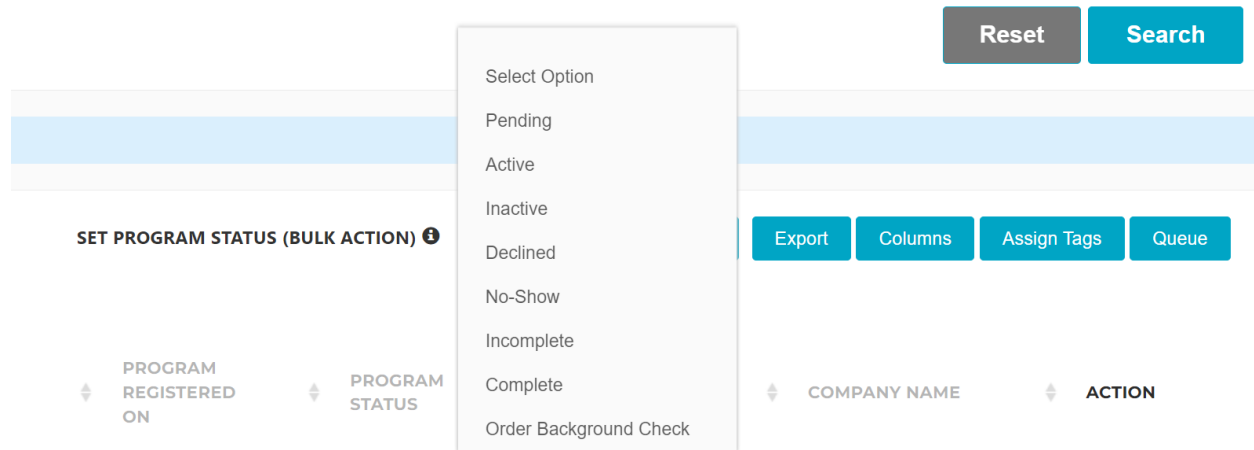 Reset Search
Select Option
Pending
Active
Inactive
Declined
No-Show
Incomplete
Complete
Order Background Check
SET PROGRAM STATUS (BULK ACTION)
Export Columns Assign Tags Queue
PROGRAM
REGISTERED
ON
PROGRAM
STATUS
COMPANY NAME
ACTION